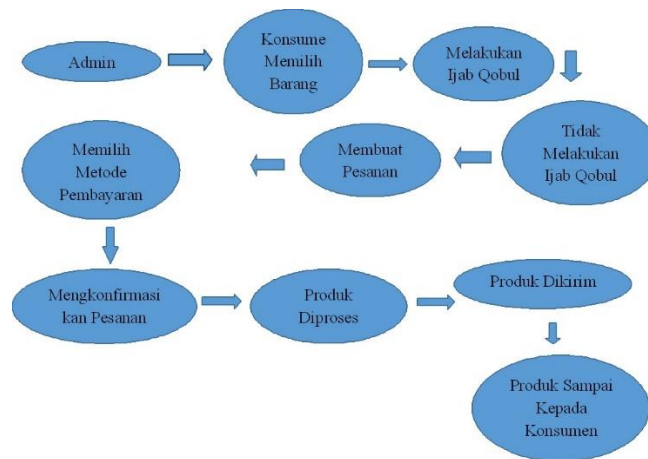 Admin
Konsume
Memilih
Barang
Melakukan
Ijab Qobul
Tidak
Melakukan
Ijab Qobul
Membuat
Pesanan
Memilih
Metode
Pembayaran
Mengkonfirmasi
kan Pesanan
Produk
Diproses
Produk Dikirim
Produk Sampai
Kepada
Konsumen